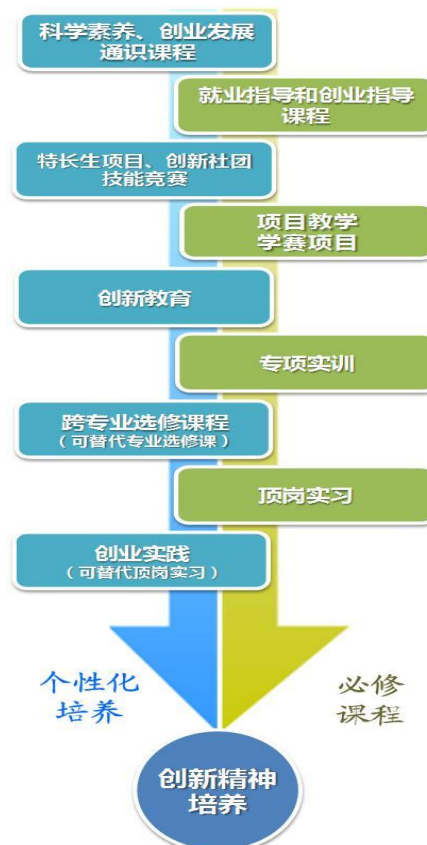 科学素养、创业发展
通识课程
就业指导和创业指导
课程
特长生项目、创新社团
技能竞赛
项目教学
学赛项目
创新教育
专项实训
跨专业选修课程
（可替代专业选修课）
顶岗实习
创业实践
（可替代顶岗实习）
个性化
培养
必修
课程
创新精神
培养